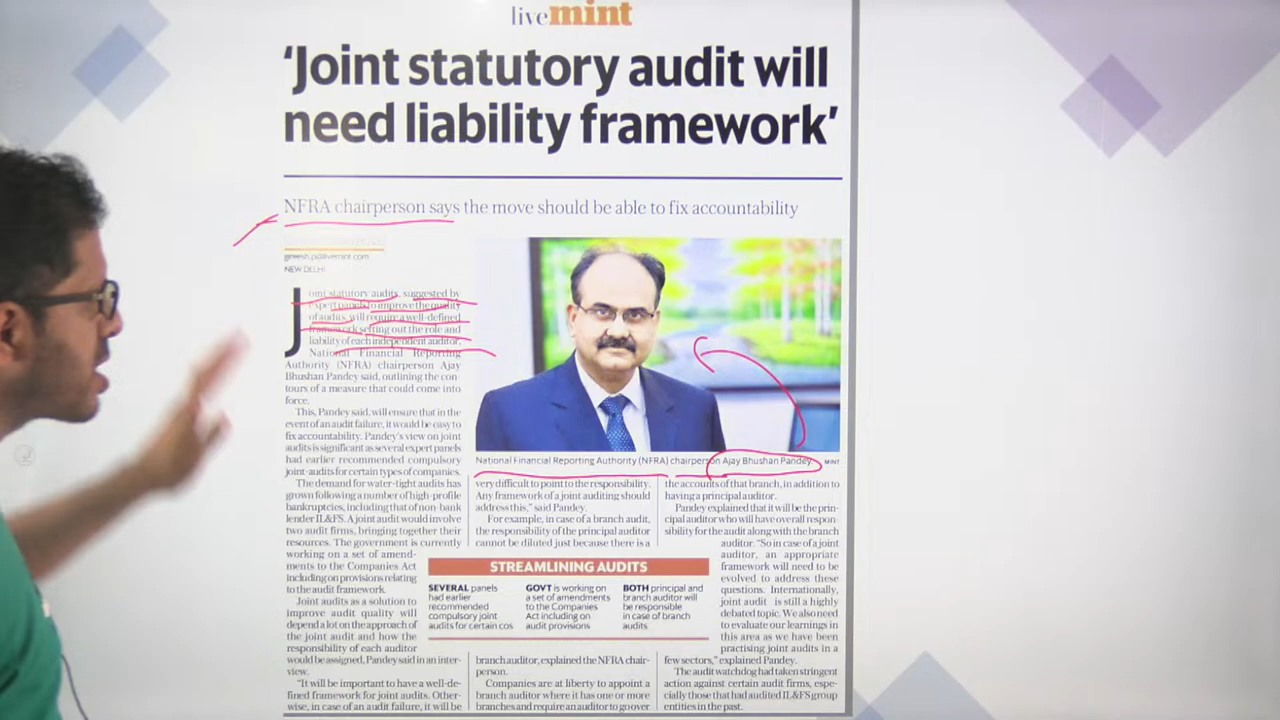 livemint
‘Joint statutory audit will
need liability framework’
NFRA chairperson says the move should be able to fix accountability
gireesh.p@livemint.com
NEW DELHI
Joint statutory audits, suggested by
expert panels to improve the quality
of audits, will require a well-defined
framework setting out the role and
liability of each independent auditor,
National Financial Reporting
Authority (NFRA) chairperson Ajay
Bhushan Pandey said, outlining the con-
tours of a measure that could come into
force.
This, Pandey said, will ensure that in the
event of an audit failure, it would be easy to
fix accountability. Pandey's view on joint
audits is significant as several expert panels
had earlier recommended compulsory
joint-audits for certain types of companies.
The demand for water-tight audits has
grown following a number of high-profile
bankruptcies, including that of non-bank
lender IL&FS. A joint audit would involve
two audit firms, bringing together their
resources. The government is currently
working on a set of amend-
ments to the Companies Act
including on provisions relating
to the audit framework.
Joint audits as a solution to
improve audit quality will
depend a lot on the approach of
the joint audit and how the
responsibility of each auditor
would be assigned, Pandey said in an inter-
view.
"It will be important to have a well-de-
fined framework for joint audits. Other-
wise, in case of an audit failure, it will be
National Financial Reporting Authority (NFRA) chairperson Ajay Bhushan Pandey.
MINT
very difficult to point to the responsibility.
Any framework of a joint auditing should
address this," said Pandey.
For example, in case of a branch audit,
the responsibility of the principal auditor
cannot be diluted just because there is a
STREAMLINING AUDITS
SEVERAL panels
had earlier
recommended
compulsory joint
audits for certain cos
GOVT is working on
a set of amendments
to the Companies
Act including on
audit provisions
BOTH principal and
branch auditor will
be responsible
in case of branch
audits
branch auditor, explained the NFRA chair-
person.
Companies are at liberty to appoint a
branch auditor where it has one or more
branches and require an auditor to go over
the accounts of that branch, in addition to
having a principal auditor.
Pandey explained that it will be the prin-
cipal auditor who will have overall respon-
sibility for the audit along with the branch
auditor. "So in case of a joint
auditor, an appropriate
framework will need to be
evolved to address these
questions. Internationally,
joint audit is still a highly
debated topic. We also need
to evaluate our learnings in
this area as we have been
practising joint audits in a
few sectors," explained Pandey.
The audit watchdog had taken stringent
action against certain audit firms, espe-
cially those that had audited IL&FS group
entities in the past.